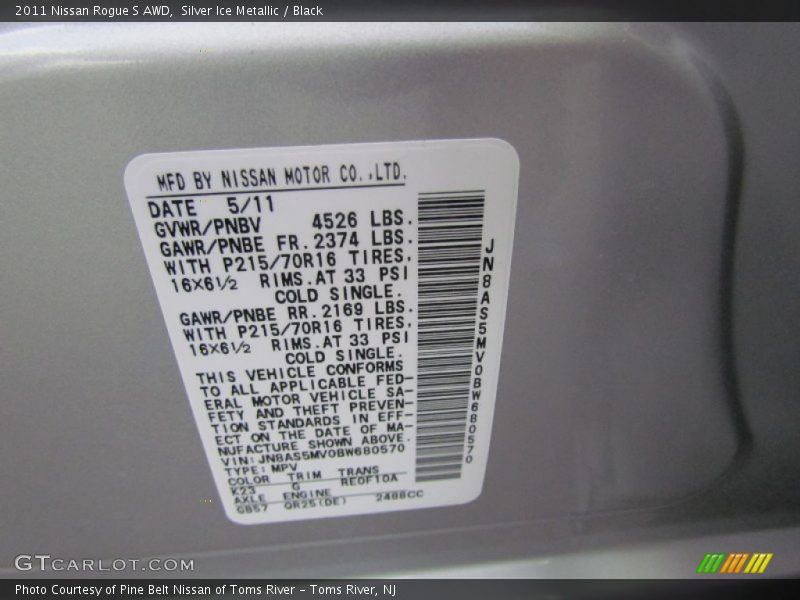 2011 Nissan Rogue S AWD,  Silver Ice Metallic / Black
MFD BY NISSAN MOTOR CO.,LTD.
DATE 5/11
GVWR/PNBV 4526 LBS.
GAWR/PNBE FR. 2374 LBS.
WITH P215/70R16 TIRES,
16X6½ RIMS.AT 33 PSI
COLD SINGLE.
GAWR/PNBE RR. 2169 LBS.
WITH P215/70R16 TIRES,
16X6½ RIMS.AT 33 PSI
COLD SINGLE.
THIS VEHICLE CONFORMS
TO ALL APPLICABLE FED-
ERAL MOTOR VEHICLE SA-
FETY AND THEFT PREVEN-
TION STANDARDS IN EFF-
ECT ON THE DATE OF MA-
NUFACTURE SHOWN ABOVE.
VIN:JN8AS5MV0BW680570
TYPE:MPV
COLOR TRIM TRANS
K23 G RE0F10A
AXLE ENGINE
GB57 QR25(DE) 2488CC
JN8AS5MV0BW680570
GTCARLOT.COM
Photo Courtesy of Pine Belt Nissan of Toms River – Toms River, NJ